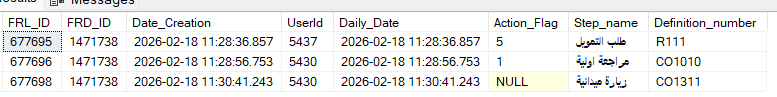 Messages
FRL_ID FRD_ID Date_Creation UserId Daily_Date Action_Flag Step_name Definition_number
677695 1471738 2026-02-18 11:28:36.857 5437 2026-02-18 11:28:36.857 5 طلب التمويل R111
677696 1471738 2026-02-18 11:28:56.753 5430 2026-02-18 11:28:56.753 1 مراجعة اولية CO1010
677698 1471738 2026-02-18 11:30:41.243 5430 2026-02-18 11:30:41.243 NULL زيارة ميدانية CO1311